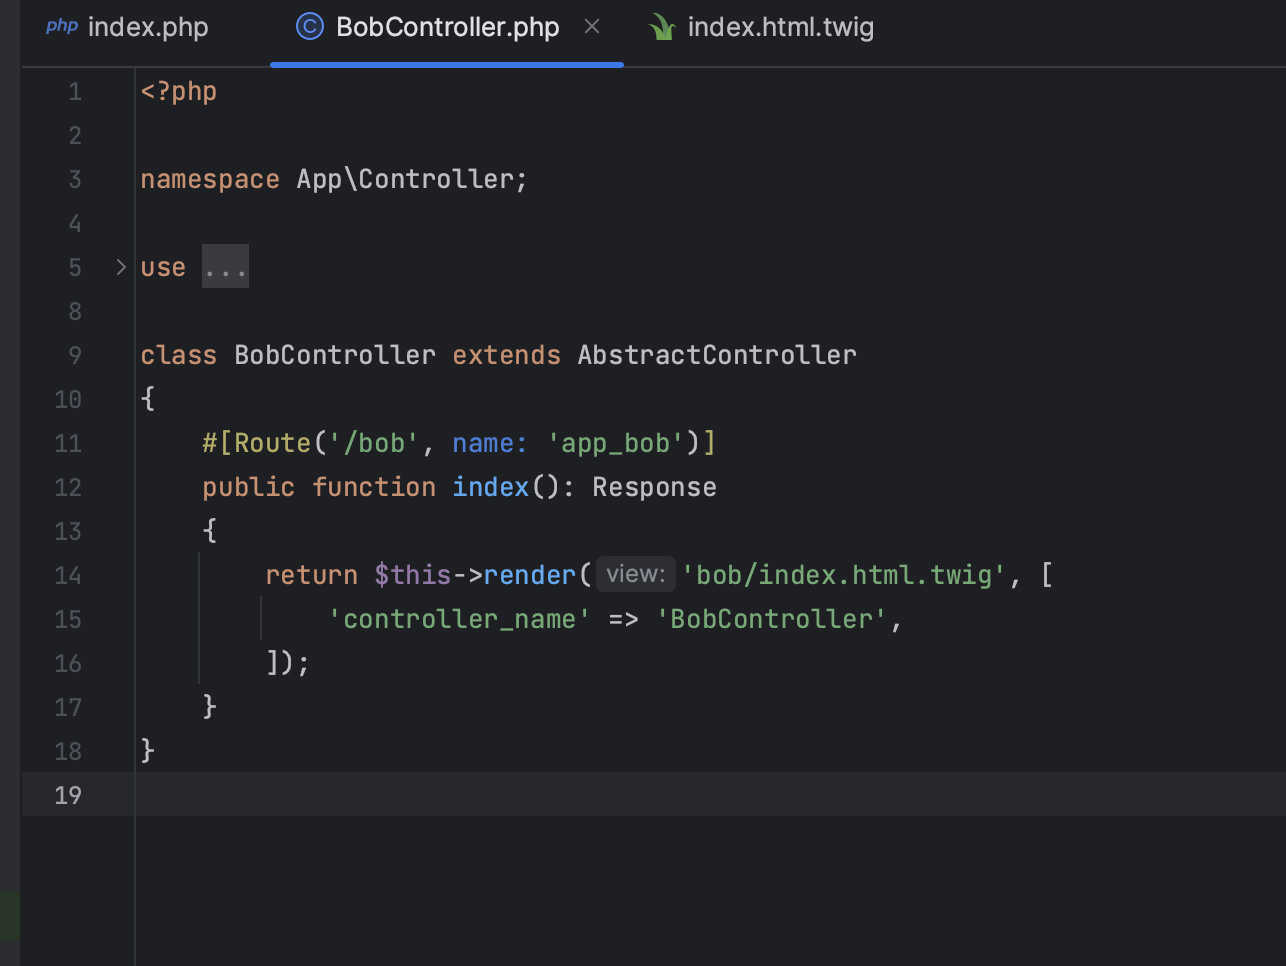 php index.php BobController.php index.html.twig
1 <?php
2
3 namespace App\Controller;
4
5 use ...
8
9 class BobController extends AbstractController
10 {
11 #[Route('/bob', name: 'app_bob')]
12 public function index(): Response
13 {
14 return $this->render( view: 'bob/index.html.twig', [
15 'controller_name' => 'BobController',
16 ]);
17 }
18 }
19